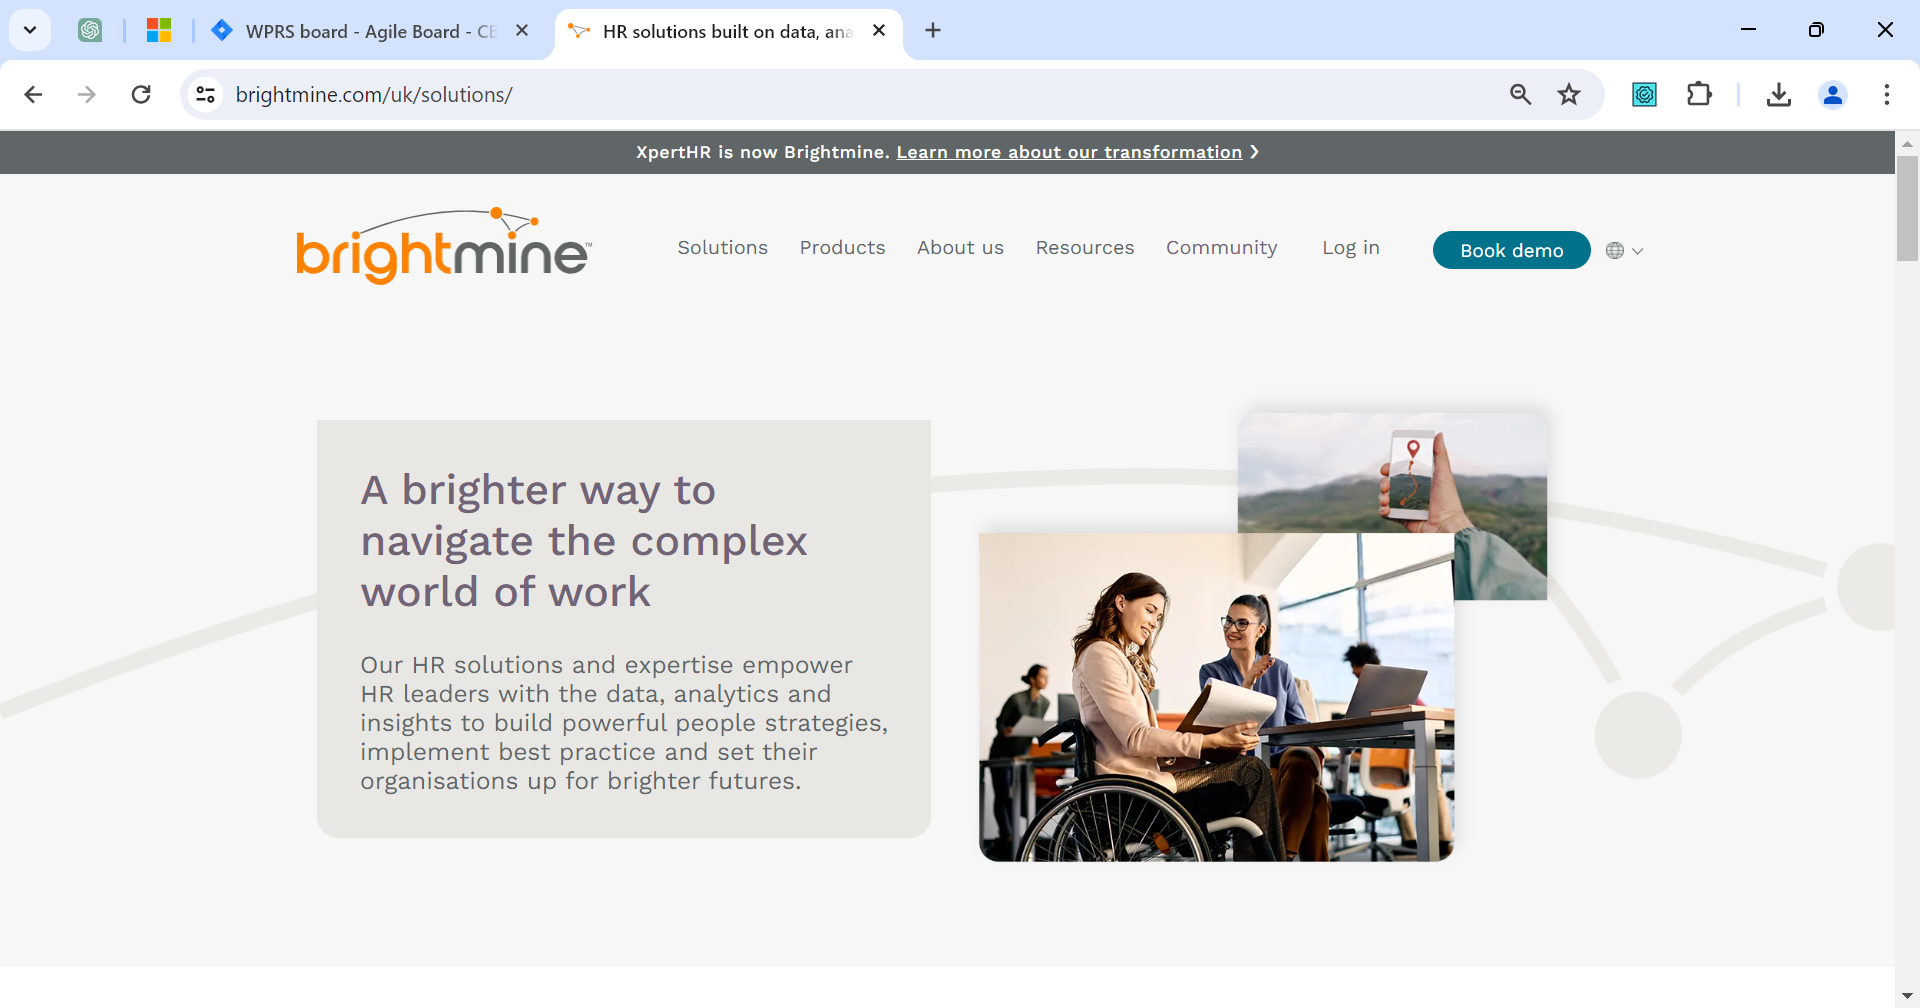 WPRS board - Agile Board - CB
HR solutions built on data, ana
brightmine.com/uk/solutions/
XpertHR is now Brightmine. Learn more about our transformation ❯
brightmine™
Solutions
Products
About us
Resources
Community
Log in
Book demo
A brighter way to
navigate the complex
world of work
Our HR solutions and expertise empower
HR leaders with the data, analytics and
insights to build powerful people strategies,
implement best practice and set their
organisations up for brighter futures.